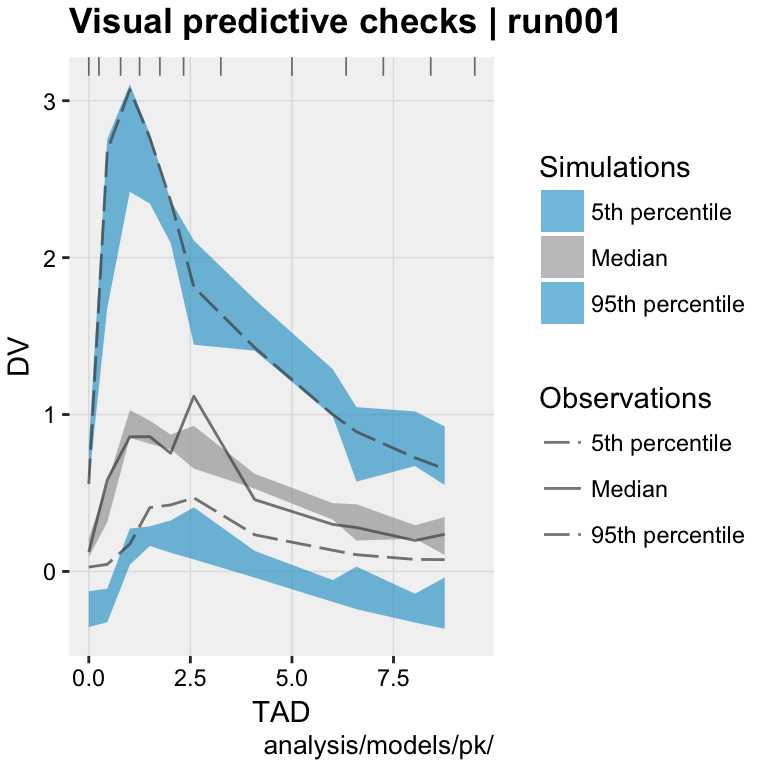 Visual predictive checks | run001
DV
3
2
1
0
0.0 2.5 5.0 7.5
TAD
analysis/models/pk/
Simulations
5th percentile
Median
95th percentile
Observations
5th percentile
Median
95th percentile